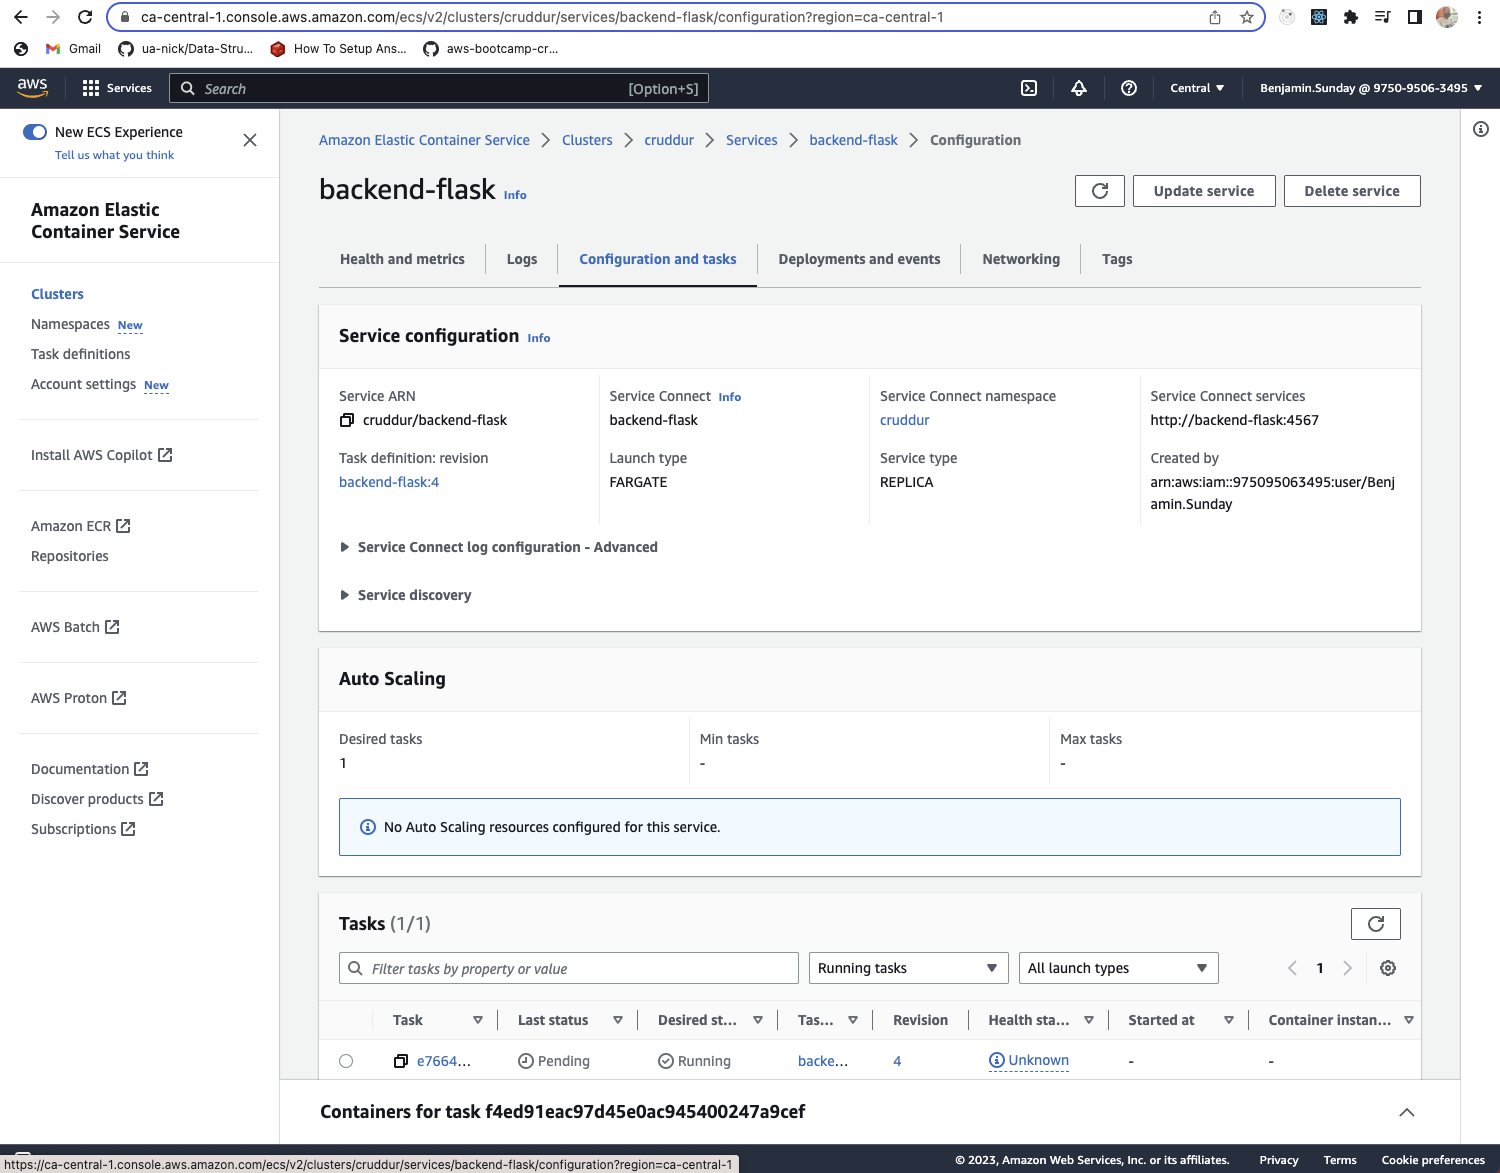 ca-central-1.console.aws.amazon.com/ecs/v2/clusters/cruddur/services/backend-flask/configuration?region=ca-central-1
Gmail
ua-nick/Data-Stru...
How To Setup Ans...
aws-bootcamp-cr...
aws
Services
Search
[Option+S]
Central
Benjamin.Sunday @ 9750-9506-3495
New ECS Experience
Tell us what you think
Amazon Elastic
Container Service
Clusters
Namespaces New
Task definitions
Account settings New
Install AWS Copilot
Amazon ECR
Repositories
AWS Batch
AWS Proton
Documentation
Discover products
Subscriptions
Amazon Elastic Container Service
Clusters
cruddur
Services
backend-flask
Configuration
backend-flask Info
Update service
Delete service
Health and metrics
Logs
Configuration and tasks
Deployments and events
Networking
Tags
Service configuration Info
Service ARN
cruddur/backend-flask
Service Connect Info
backend-flask
Service Connect namespace
cruddur
Service Connect services
http://backend-flask:4567
Task definition: revision
backend-flask:4
Launch type
FARGATE
Service type
REPLICA
Created by
arn:aws:iam::975095063495:user/Benj
amin.Sunday
Service Connect log configuration - Advanced
Service discovery
Auto Scaling
Desired tasks
1
Min tasks
-
Max tasks
-
No Auto Scaling resources configured for this service.
Tasks (1/1)
Filter tasks by property or value
Running tasks
All launch types
1
Task
Last status
Desired st...
Tas...
Revision
Health sta...
Started at
Container instan...
e7664...
Pending
Running
backe...
4
Unknown
-
-
Containers for task f4ed91eac97d45e0ac945400247a9cef
https://ca-central-1.console.aws.amazon.com/ecs/v2/clusters/cruddur/services/backend-flask/configuration?region=ca-central-1
© 2023, Amazon Web Services, Inc. or its affiliates.
Privacy
Terms
Cookie preferences